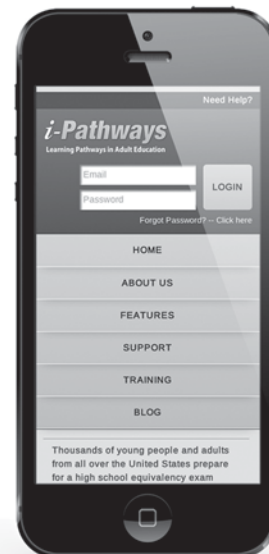 Need Help?
i-Pathways
Learning Pathways in Adult Education
Email
LOGIN
Password
Forgot Password? -- Click here
HOME
ABOUT US
FEATURES
SUPPORT
TRAINING
BLOG
Thousands of young people and adults
from all over the United States prepare
for a high school equivalency exam